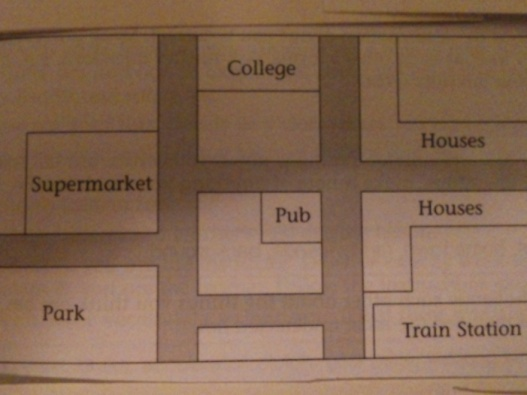 College
Houses
Supermarket
Pub
Houses
Park
Train Station